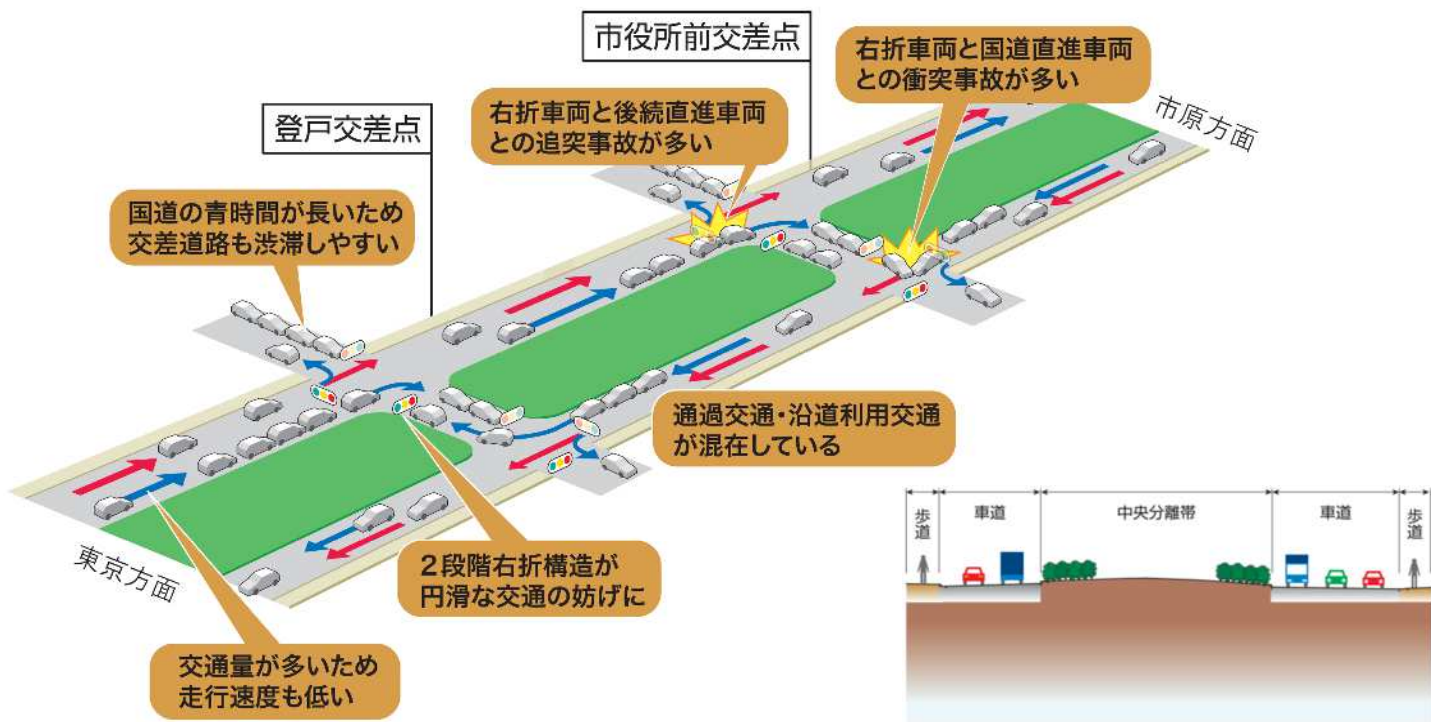 市役所前交差点
右折車両と国道直進車両
との衝突事故が多い
市原方面
右折車両と後続直進車両
との追突事故が多い
登戸交差点
国道の青時間が長いため
交差道路も渋滞しやすい
通過交通・沿道利用交通
が混在している
2段階右折構造が
円滑な交通の妨げに
東京方面
交通量が多いため
走行速度も低い
歩道
車道
中央分離帯
車道
歩道